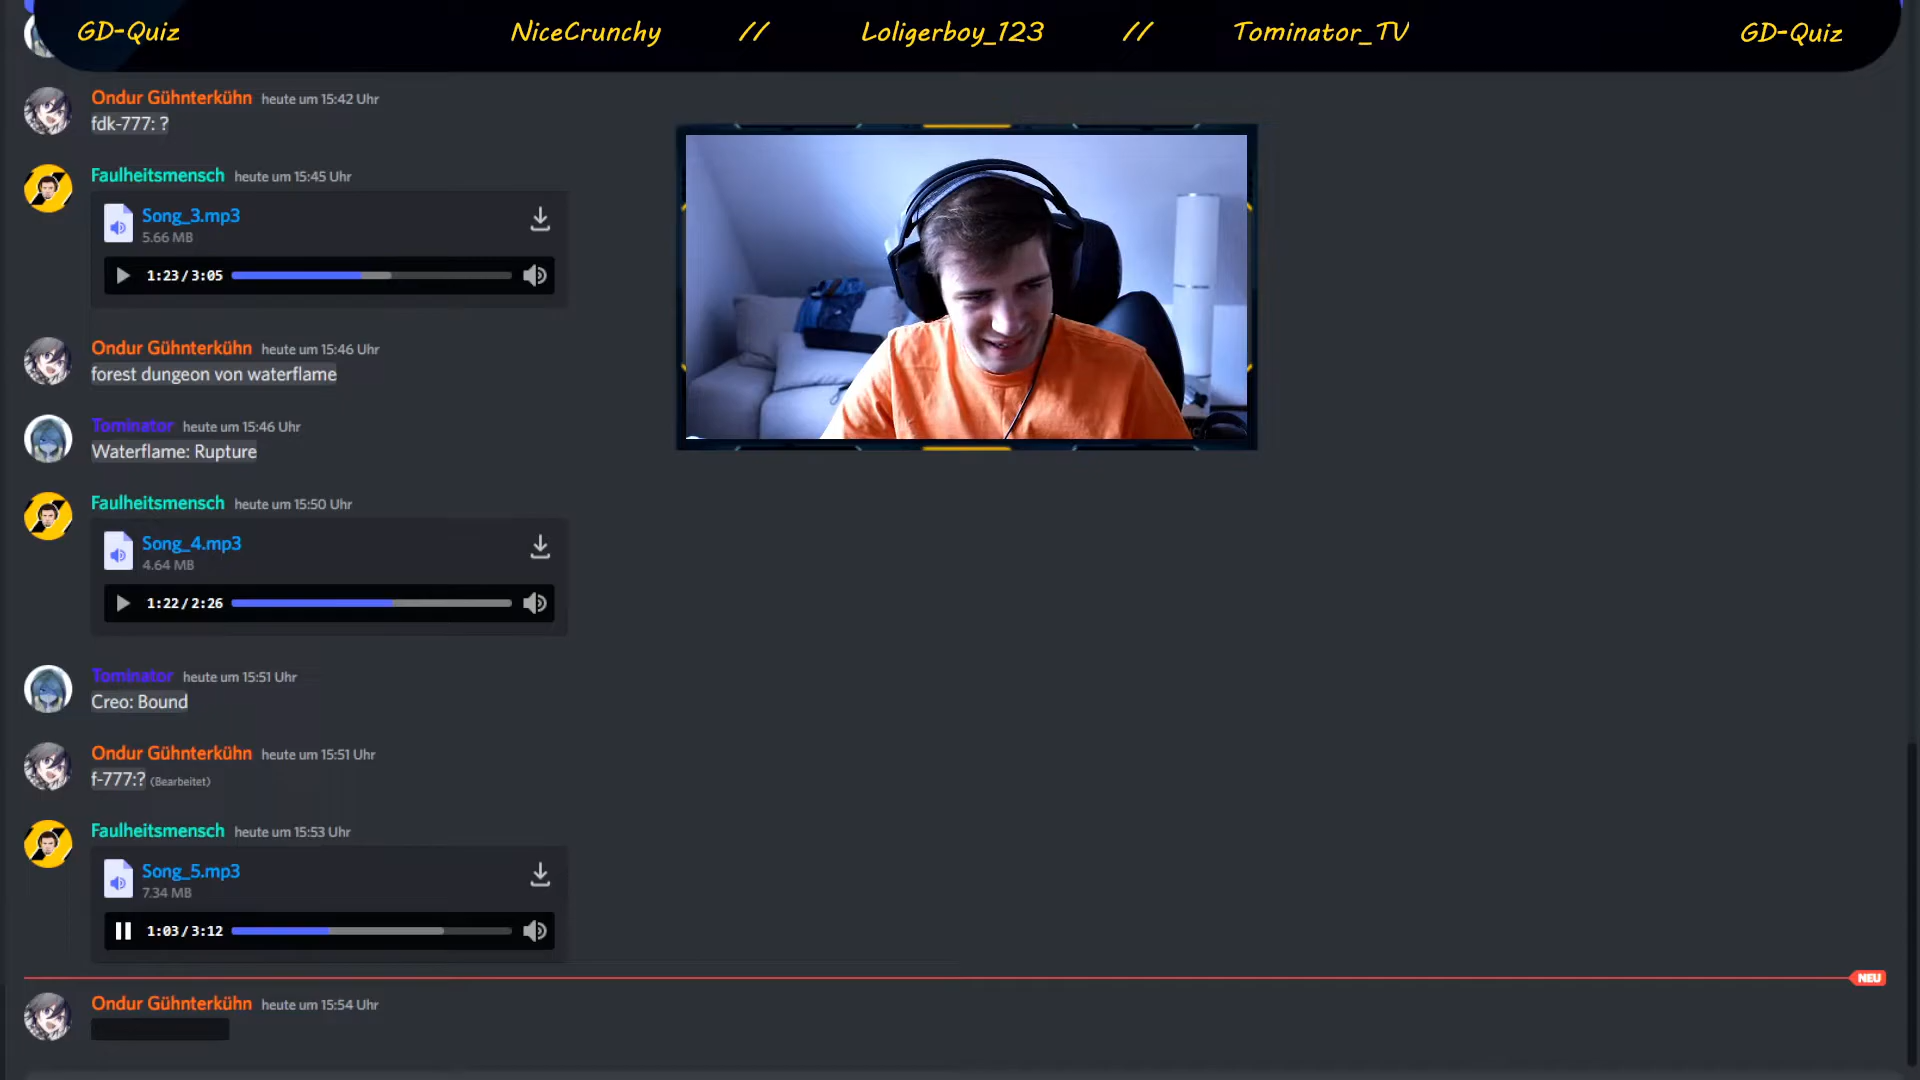 GD-Quiz NiceCrunchy // Loligerboy_123 // Tominator_TV GD-Quiz
Ondur Gühnterkühn heute um 15:42 Uhr
fdk-777: ?
Faulheitsmensch heute um 15:45 Uhr
Song_3.mp3
5.66 MB
1:23/3:05
Ondur Gühnterkühn heute um 15:46 Uhr
forest dungeon von waterflame
Tominator heute um 15:46 Uhr
Waterflame: Rupture
Faulheitsmensch heute um 15:50 Uhr
Song_4.mp3
4.64 MB
1:22/2:26
Tominator heute um 15:51 Uhr
Creo: Bound
Ondur Gühnterkühn heute um 15:51 Uhr
f-777:? (Bearbeitet)
Faulheitsmensch heute um 15:53 Uhr
Song_5.mp3
7.34 MB
1:03/3:12
NEU
Ondur Gühnterkühn heute um 15:54 Uhr